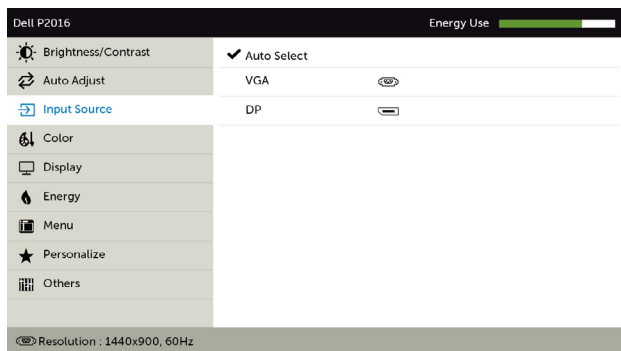 Dell P2016 Energy Use
Brightness/Contrast
Auto Select
Auto Adjust
VGA
Input Source
DP
Color
Display
Energy
Menu
Personalize
Others
Resolution : 1440x900, 60Hz